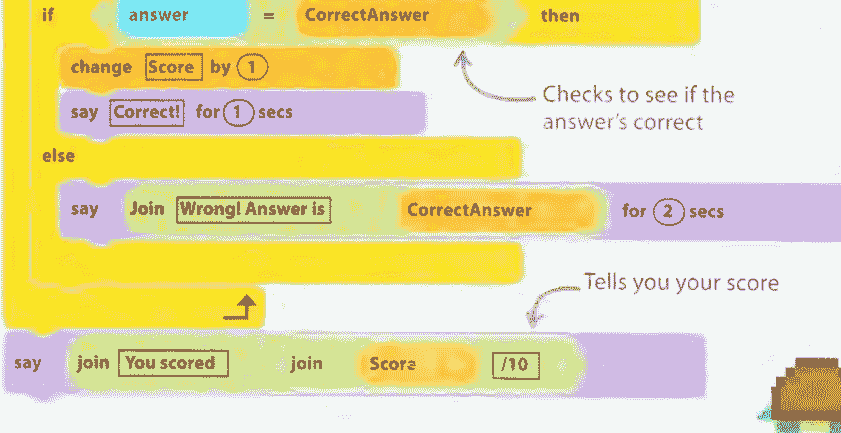 if answer = CorrectAnswer then
change Score by 1
say Correct! for 1 secs
Checks to see if the
answer's correct
else
say Join Wrong! Answer is CorrectAnswer for 2 secs
Tells you your score
say join You scored join Score /10